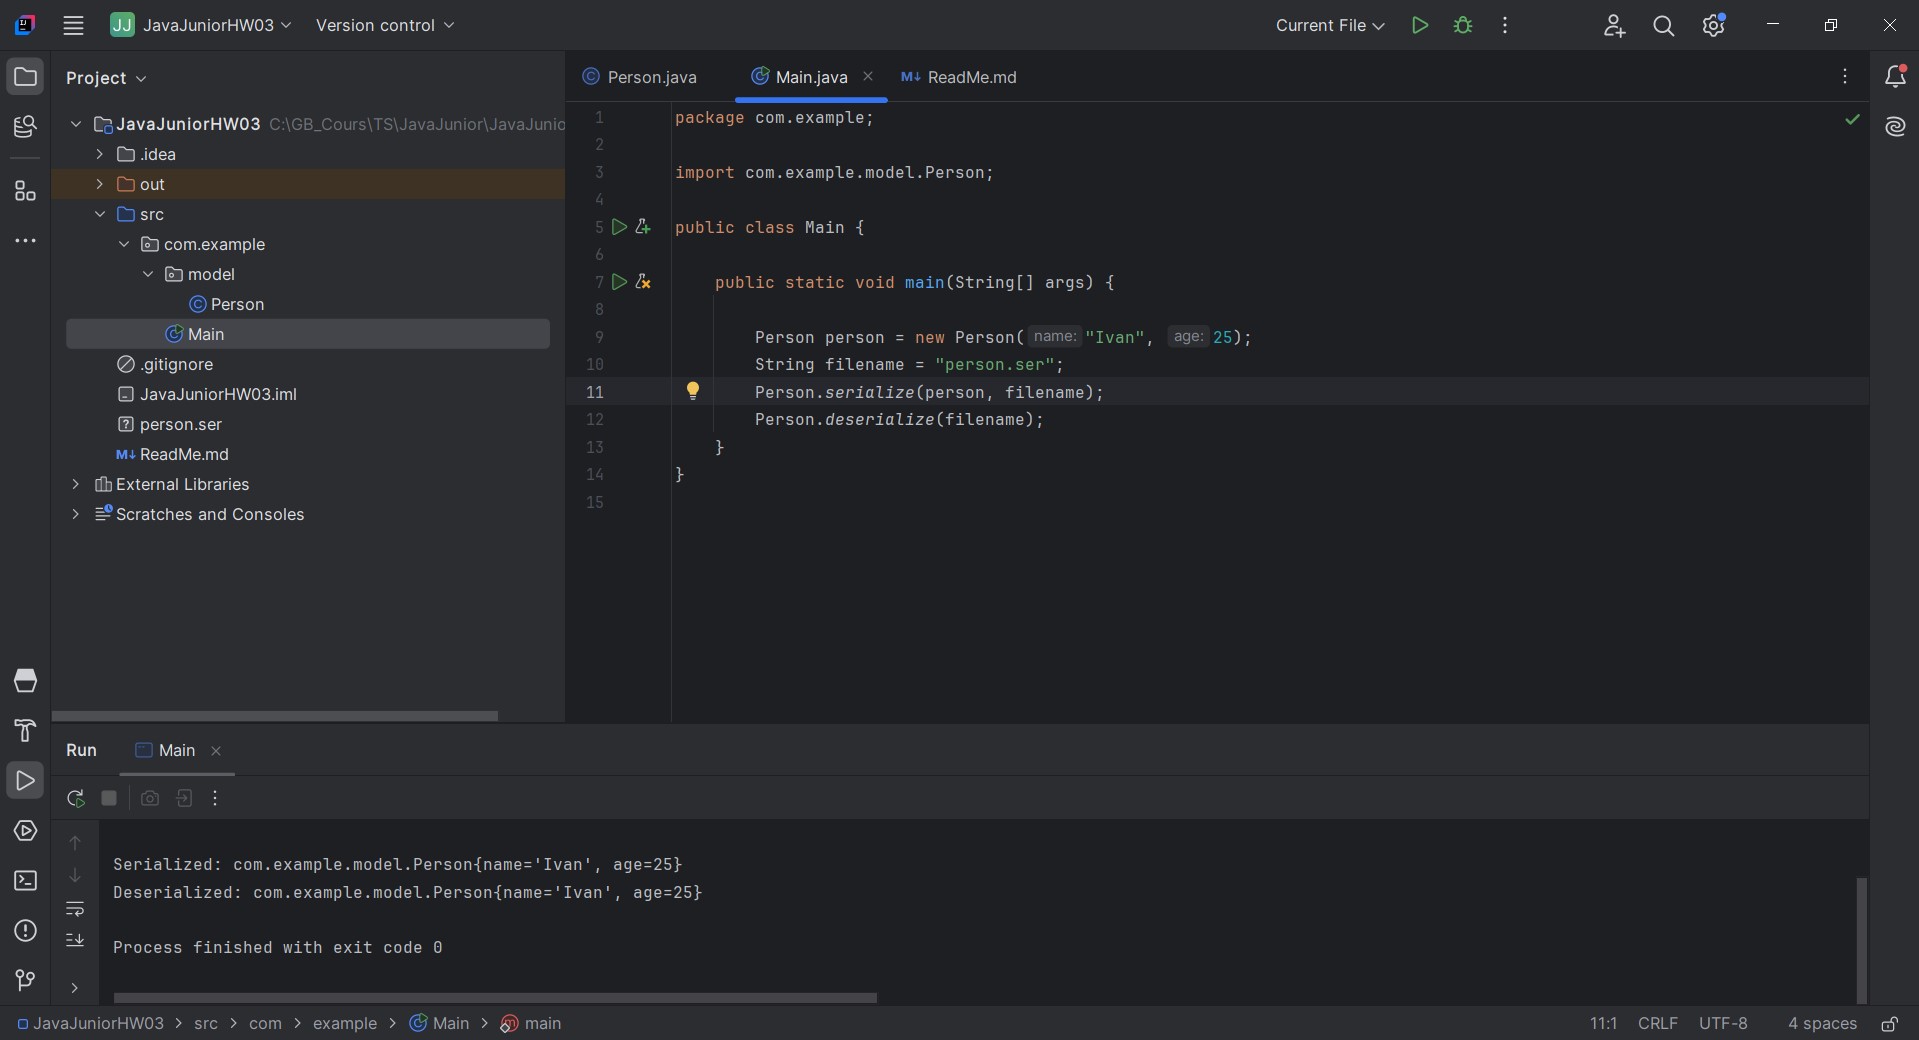 JJ JavaJuniorHW03 Version control Current File
Project
JavaJuniorHW03 C:\GB_Cours\TS\JavaJunior\JavaJunio
.idea
out
src
com.example
model
Person
Main
.gitignore
JavaJuniorHW03.iml
person.ser
M↓ ReadMe.md
External Libraries
Scratches and Consoles
Person.java Main.java M↓ ReadMe.md
1 package com.example;
2
3 import com.example.model.Person;
4
5 public class Main {
6
7 public static void main(String[] args) {
8
9 Person person = new Person( name: "Ivan", age: 25);
10 String filename = "person.ser";
11 Person.serialize(person, filename);
12 Person.deserialize(filename);
13 }
14 }
15
Run Main
Serialized: com.example.model.Person{name='Ivan', age=25}
Deserialized: com.example.model.Person{name='Ivan', age=25}
Process finished with exit code 0
JavaJuniorHW03 > src > com > example > Main > main 11:1 CRLF UTF-8 4 spaces